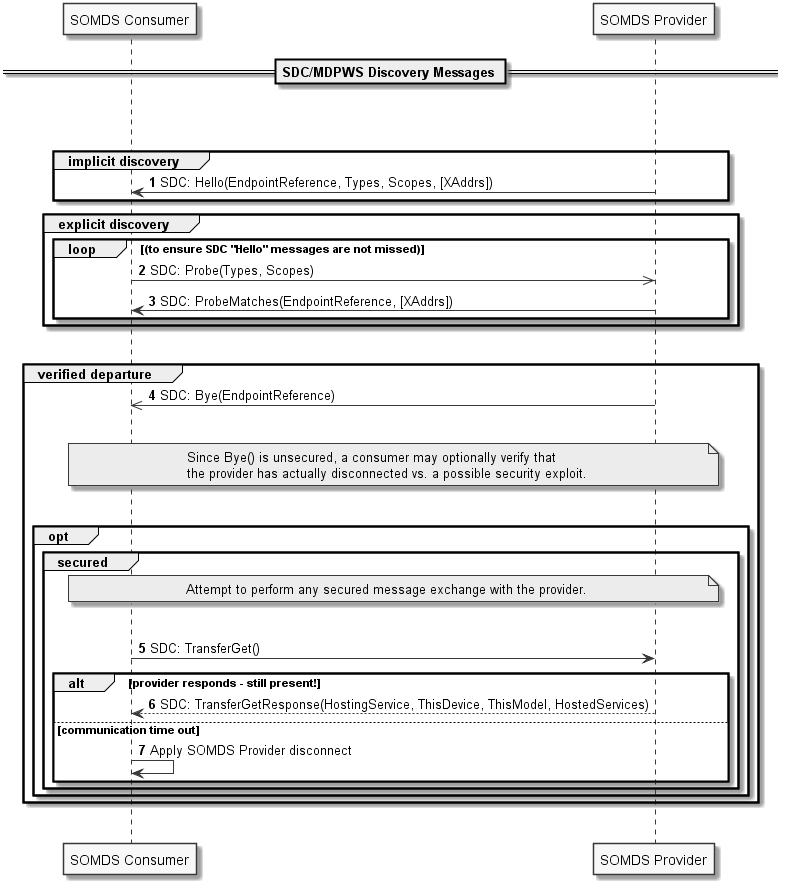 SOMDS Consumer
SOMDS Provider
SDC/MDPWS Discovery Messages
implicit discovery
1 SDC: Hello(EndpointReference, Types, Scopes, [XAddrs])
explicit discovery
loop [(to ensure SDC "Hello" messages are not missed)]
2 SDC: Probe(Types, Scopes)
3 SDC: ProbeMatches(EndpointReference, [XAddrs])
verified departure
4 SDC: Bye(EndpointReference)
Since Bye() is unsecured, a consumer may optionally verify that
the provider has actually disconnected vs. a possible security exploit.
opt
secured
Attempt to perform any secured message exchange with the provider.
5 SDC: TransferGet()
alt [provider responds - still present!]
6 SDC: TransferGetResponse(HostingService, ThisDevice, ThisModel, HostedServices)
[communication time out]
7 Apply SOMDS Provider disconnect
SOMDS Consumer
SOMDS Provider